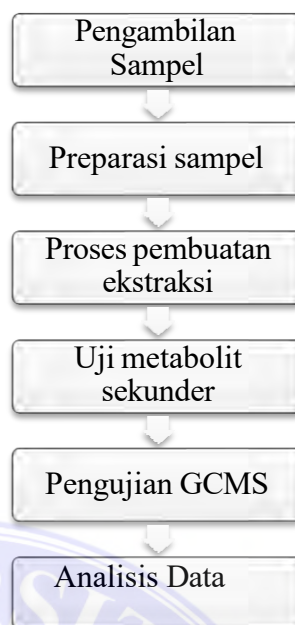 Pengambilan
Sampel
Preparasi sampel
Proses pembuatan
ekstraksi
Uji metabolit
sekunder
Pengujian GCMS
Analisis Data